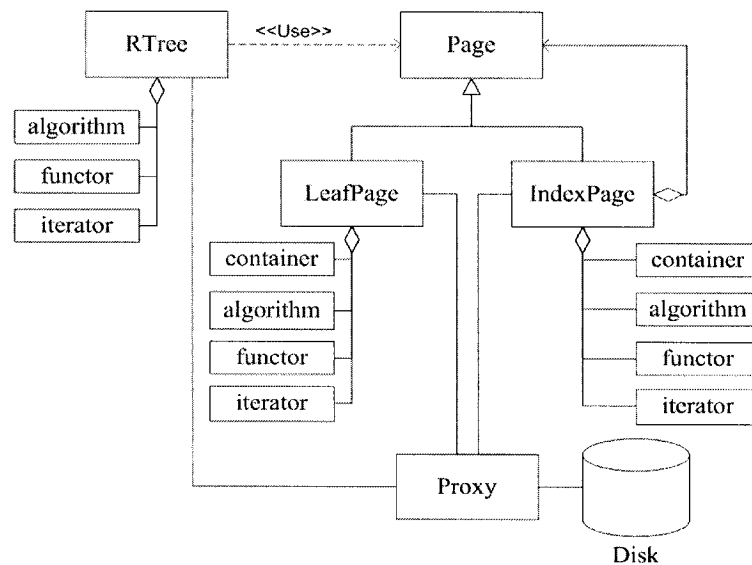 <<Use>>
RTree
Page
algorithm
functor
iterator
LeafPage
IndexPage
container
algorithm
functor
iterator
container
algorithm
functor
iterator
Proxy
Disk